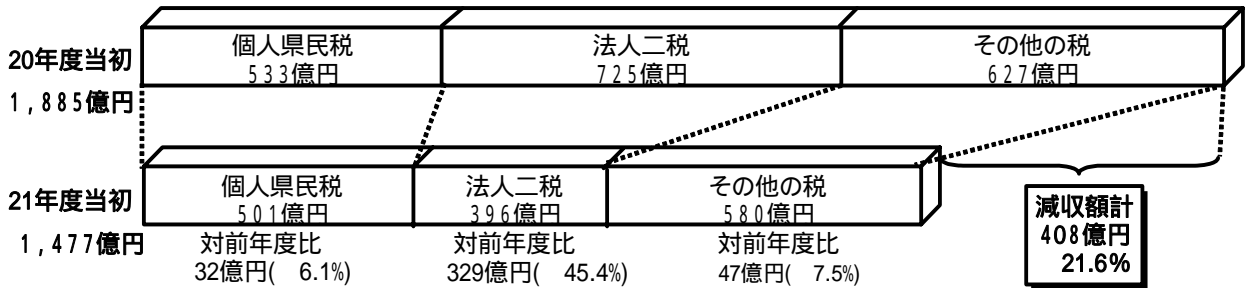 個人県民税
533億円
法人二税
725億円
その他の税
627億円
20年度当初
1,885億円
個人県民税
501億円
法人二税
396億円
その他の税
580億円
21年度当初
1,477億円
対前年度比
32億円( 6.1%)
対前年度比
329億円( 45.4%)
対前年度比
47億円( 7.5%)
減収額計
408億円
21.6%